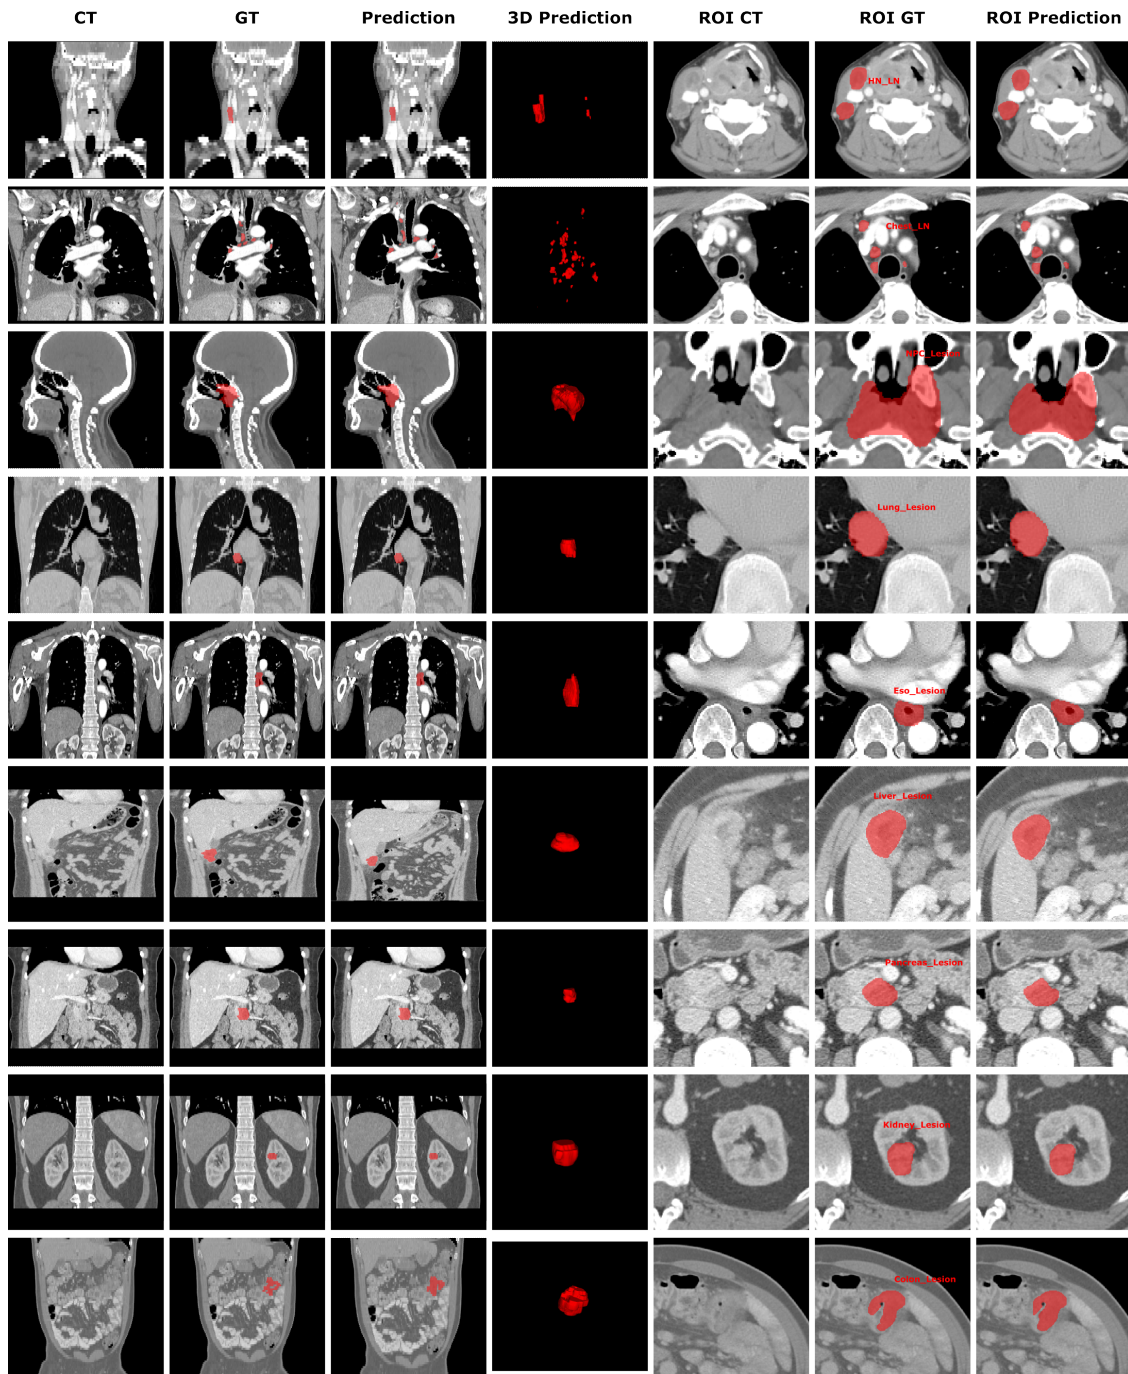 CT GT Prediction 3D Prediction ROI CT ROI GT ROI Prediction
HN_LN
Chest_LN
NPC_Lesion
Lung_Lesion
Eso_Lesion
Liver_Lesion
Pancreas_Lesion
Kidney_Lesion
Colon_Lesion